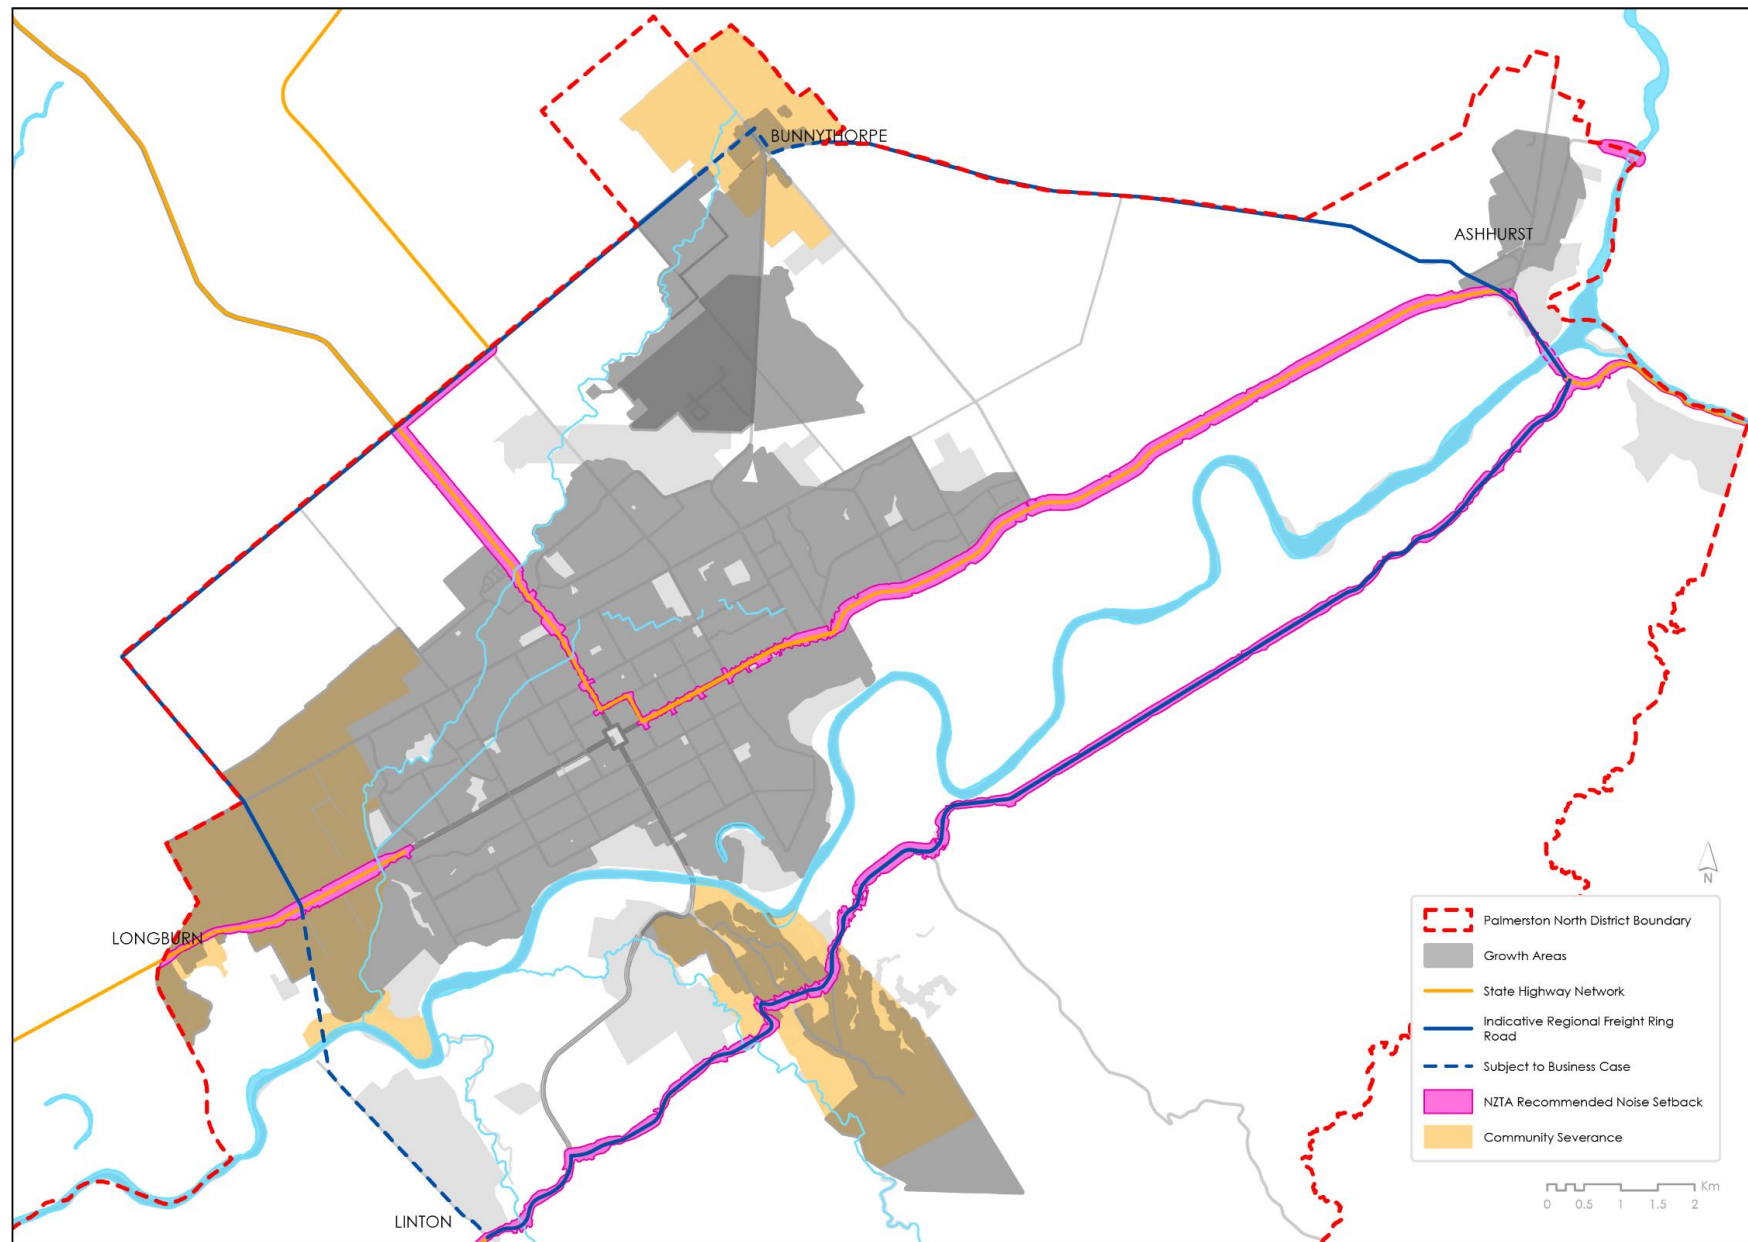 BUNNYTHORPE
ASHHURST
LONGBURN
LINTON
N
Palmerston North District Boundary
Growth Areas
State Highway Network
Indicative Regional Freight Ring
Road
Subject to Business Case
NZTA Recommended Noise Setback
Community Severance
Km
0 0.5 1 1.5 2